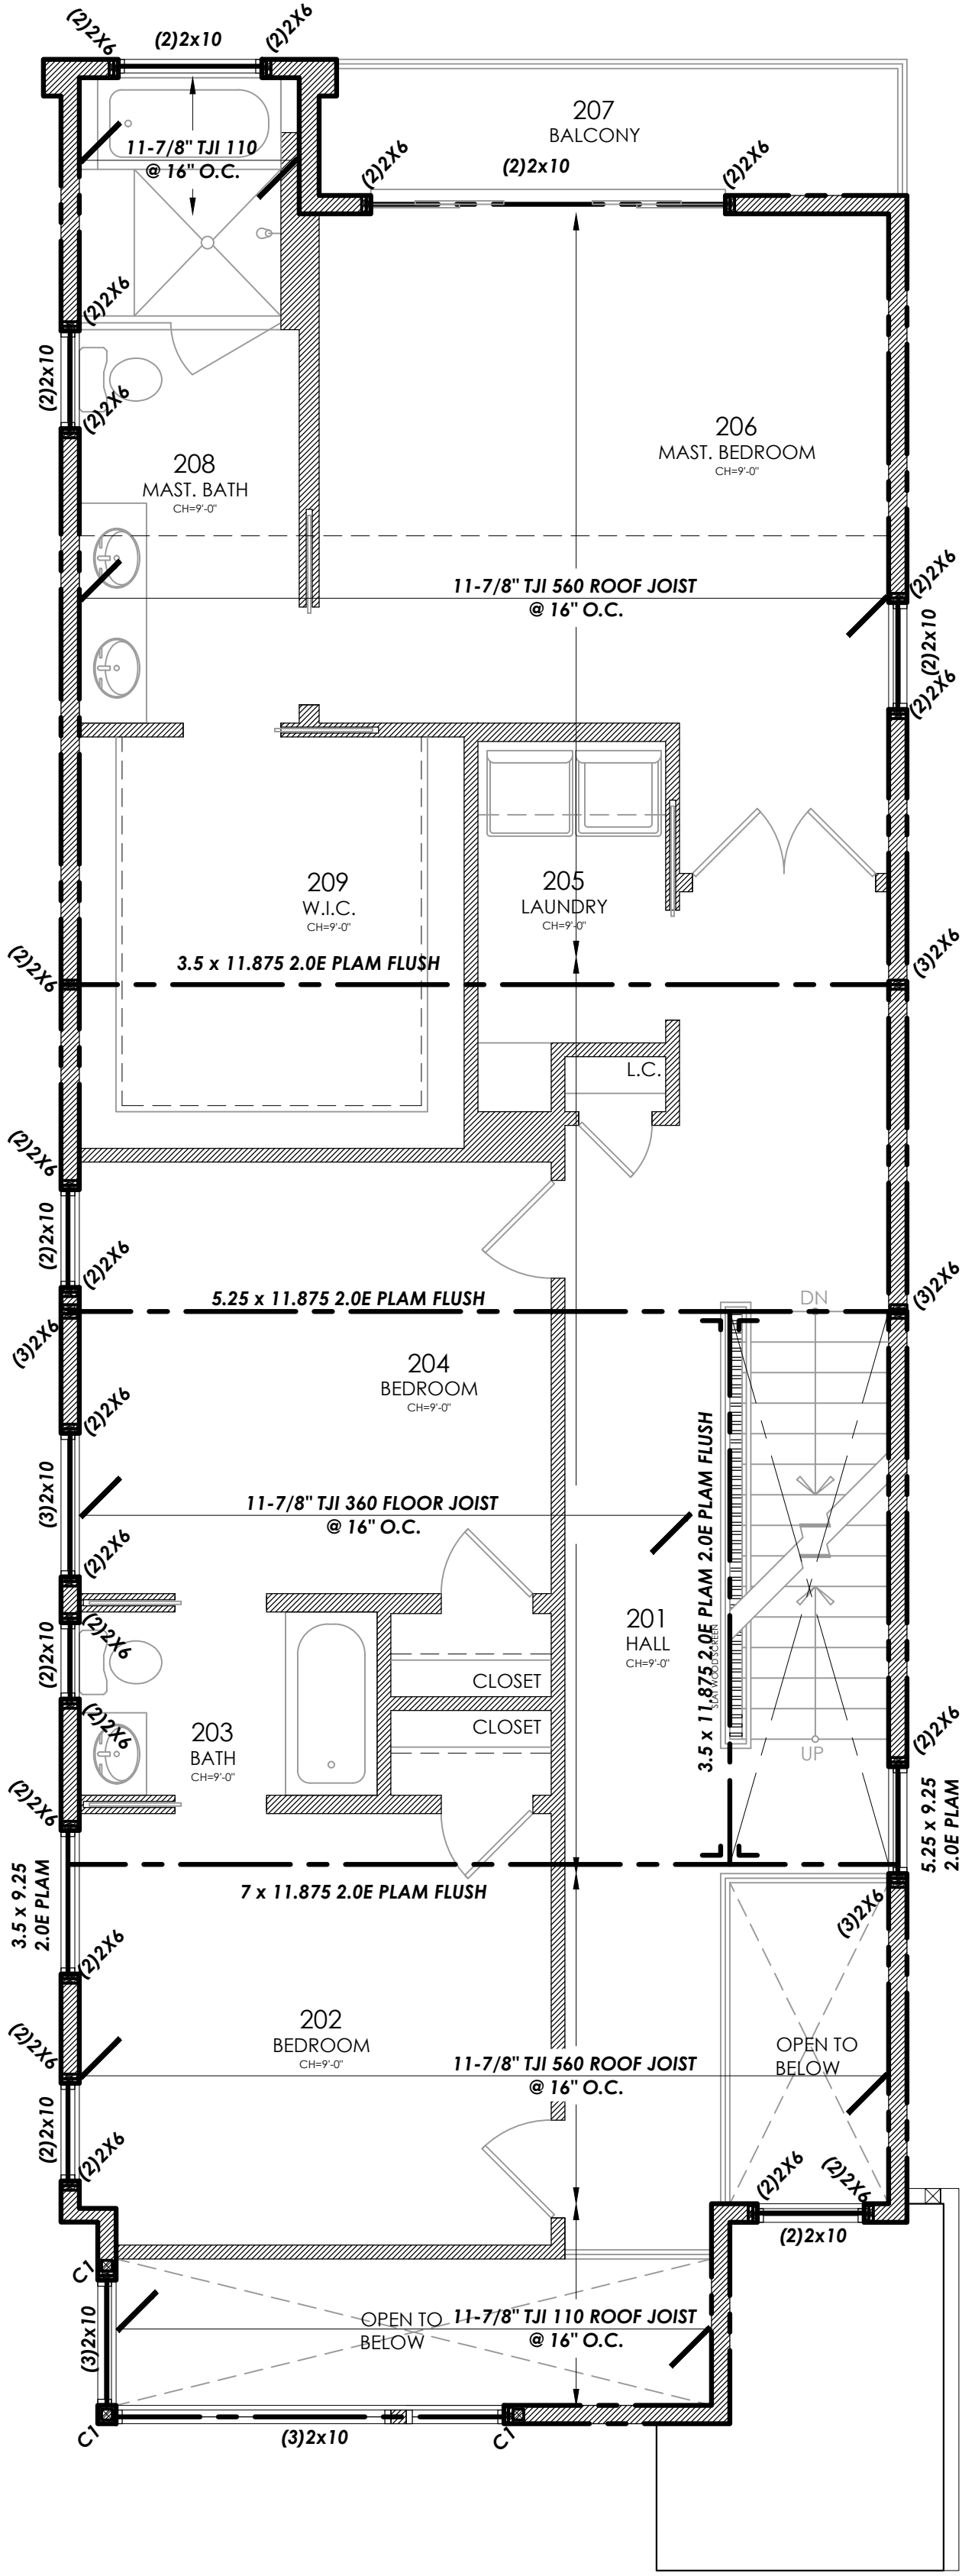 (2)2X6
(2)2x10
(2)2X6
207
BALCONY
11-7/8" TJI 110
@ 16" O.C.
(2)2X6
(2)2x10
(2)2X6
(2)2X6
(2)2x10
(2)2X6
206
MAST. BEDROOM
CH=9'-0"
208
MAST. BATH
CH=9'-0"
11-7/8" TJI 560 ROOF JOIST
@ 16" O.C.
(2)2X6
(2)2x10
(2)2X6
209
W.I.C.
CH=9'-0"
205
LAUNDRY
CH=9'-0"
(2)2X6
3.5 x 11.875 2.0E PLAM FLUSH
(3)2X6
L.C.
(2)2X6
(2)2x10
(2)2X6
5.25 x 11.875 2.0E PLAM FLUSH
DN
(3)2X6
(3)2X6
204
BEDROOM
CH=9'-0"
(2)2X6
(3)2x10
(2)2X6
11-7/8" TJI 360 FLOOR JOIST
@ 16" O.C.
3.5 x 11.875 2.0E PLAM 2.0E PLAM FLUSH
SLAT WOOD SCREEN
201
HALL
CH=9'-0"
(2)2X6
(2)2x10
(2)2X6
CLOSET
CLOSET
203
BATH
CH=9'-0"
UP
(2)2X6
5.25 x 9.25
2.0E PLAM
(3)2X6
(2)2X6
3.5 x 9.25
2.0E PLAM
(2)2X6
7 x 11.875 2.0E PLAM FLUSH
202
BEDROOM
CH=9'-0"
OPEN TO
BELOW
11-7/8" TJI 560 ROOF JOIST
@ 16" O.C.
(2)2X6
(2)2x10
(2)2X6
(2)2X6
(2)2X6
(2)2x10
C1
(3)2x10
C1
OPEN TO
BELOW
11-7/8" TJI 110 ROOF JOIST
@ 16" O.C.
(3)2x10
C1